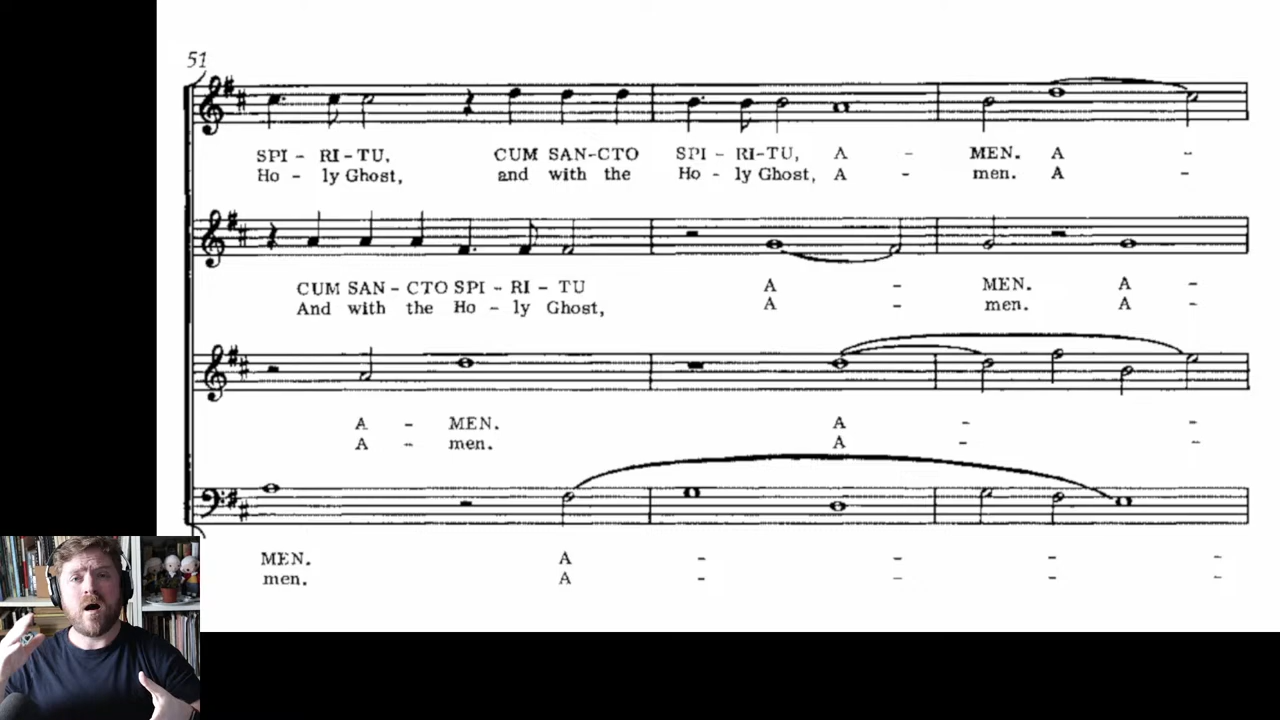 51
SPI - RI-TU, CUM SAN-CTO SPI - RI-TU, A - MEN. A -
Ho - ly Ghost, and with the Ho - ly Ghost, A - men. A -
CUM SAN - CTO SPI - RI - TU A - MEN. A -
And with the Ho - ly Ghost, A - men. A -
A - MEN. A - -
A - men. A - -
MEN. A - - - -
men. A - - - -